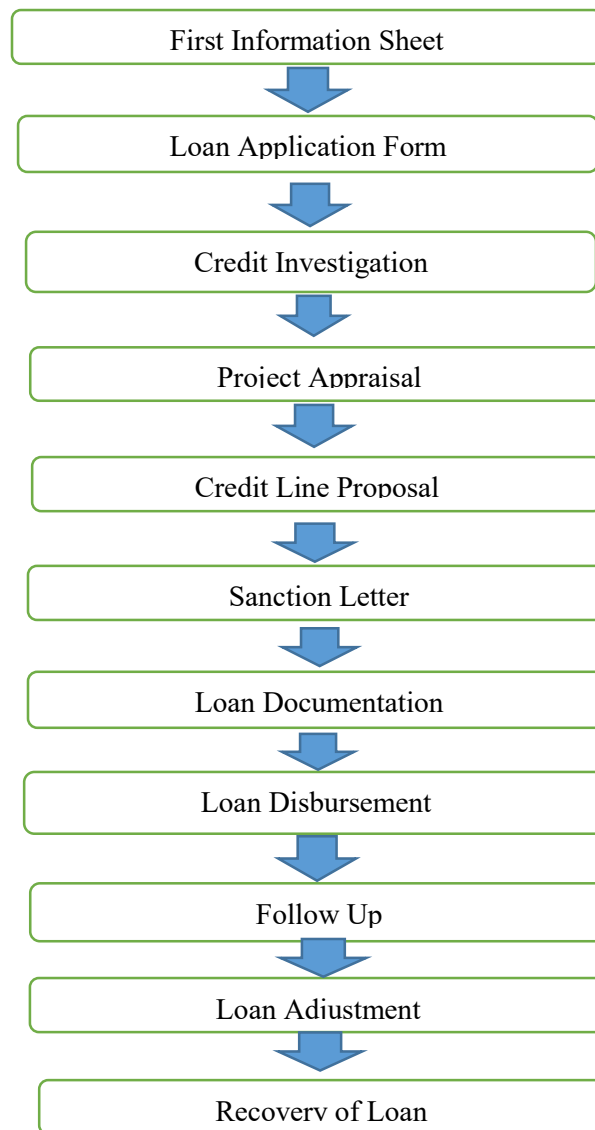 First Information Sheet
Loan Application Form
Credit Investigation
Project Appraisal
Credit Line Proposal
Sanction Letter
Loan Documentation
Loan Disbursement
Follow Up
Loan Adjustment
Recovery of Loan